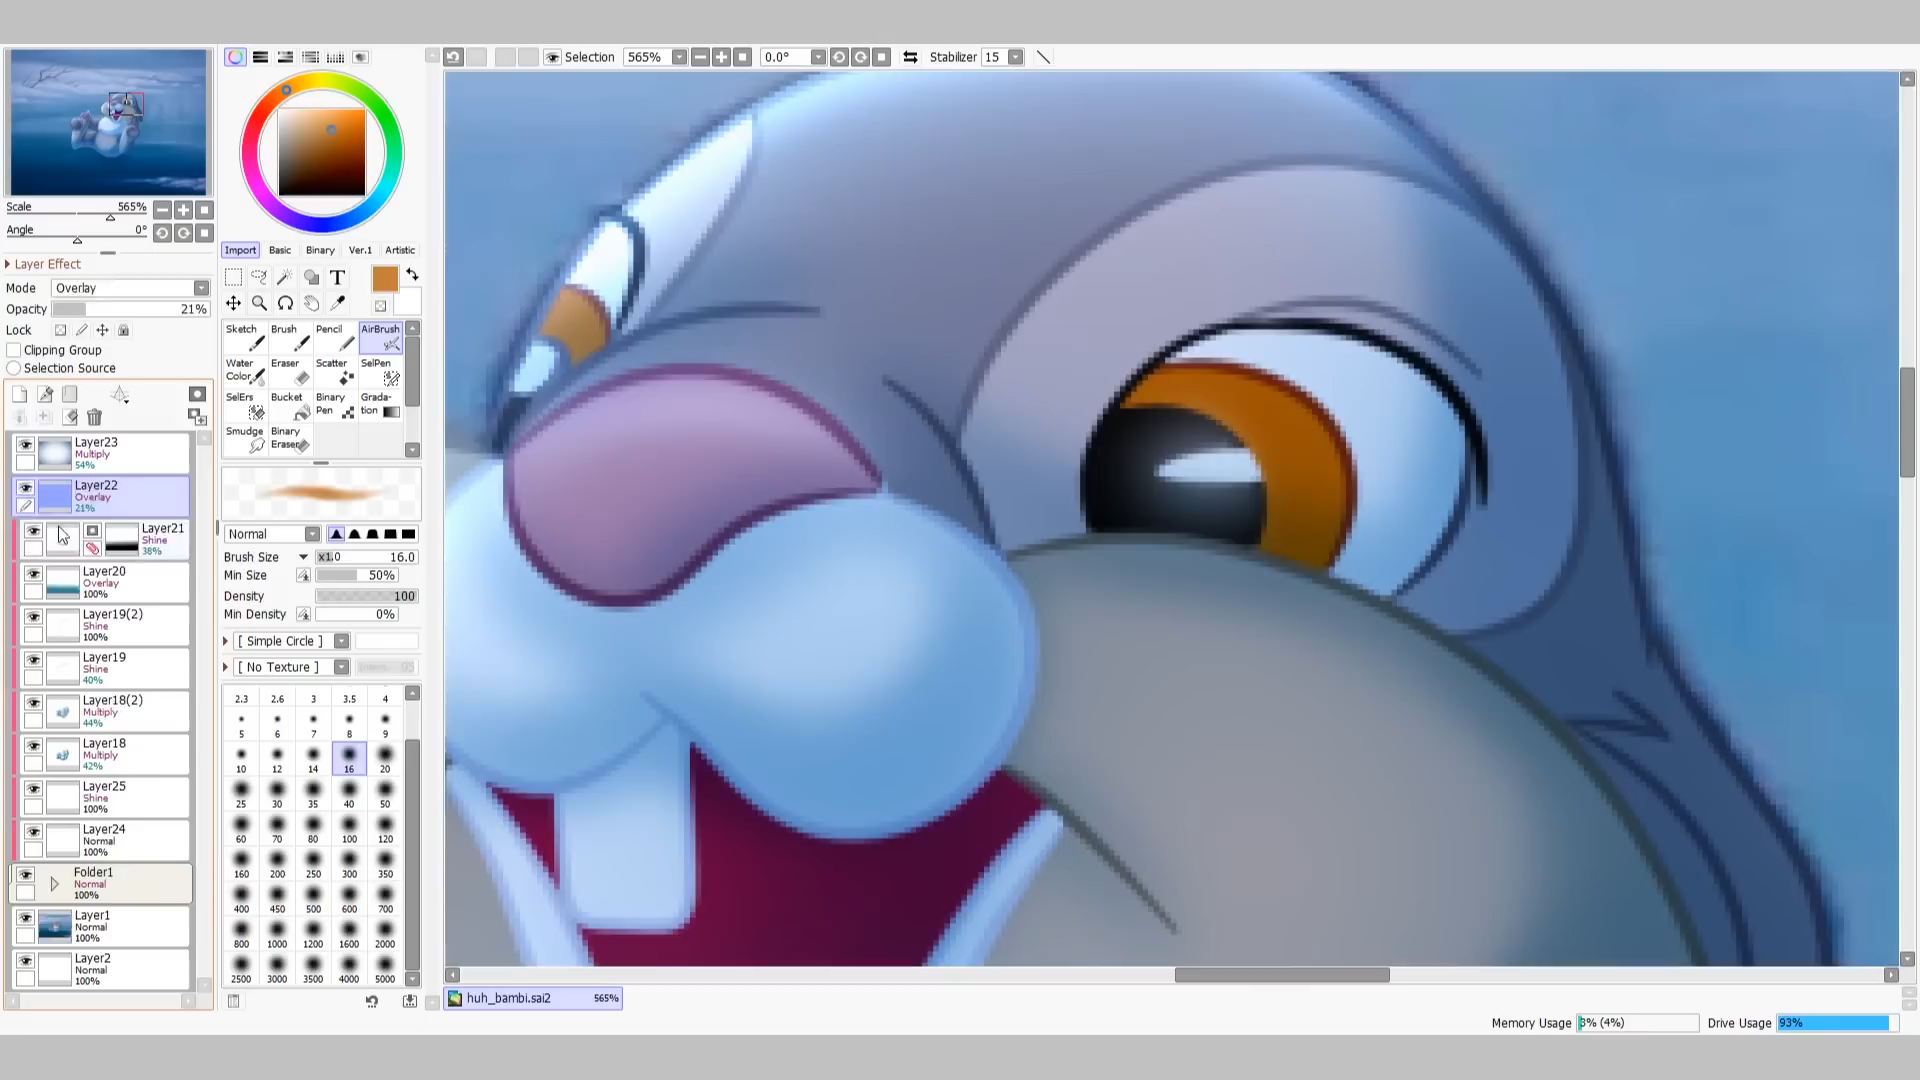 Selection
565%
0.0°
Stabilizer
15
Scale
565%
Angle
0°
Layer Effect
Mode
Overlay
Opacity
21%
Lock
Clipping Group
Selection Source
Layer23
Multiply
54%
Layer22
Overlay
21%
Layer21
Shine
38%
Layer20
Overlay
100%
Layer19(2)
Shine
100%
Layer19
Shine
40%
Layer18(2)
Multiply
44%
Layer18
Multiply
42%
Layer25
Shine
100%
Layer24
Normal
100%
Folder1
Normal
100%
Layer1
Normal
100%
Layer2
Normal
100%
Import Basic Binary Ver.1 Artistic
T
Sketch Brush Pencil AirBrush
Water Color Eraser Scatter SelPen
SelErs Bucket Binary Pen Grada-tion
Smudge Binary Eraser
Normal
Brush Size x1.0 16.0
Min Size 50%
Density 100
Min Density 0%
[ Simple Circle ]
[ No Texture ]
2.3 2.6 3 3.5 4
5 6 7 8 9
10 12 14 16 20
25 30 35 40 50
60 70 80 100 120
160 200 250 300 350
400 450 500 600 700
800 1000 1200 1600 2000
2500 3000 3500 4000 5000
huh_bambi.sai2 565%
Memory Usage 3% (4%) Drive Usage 93%